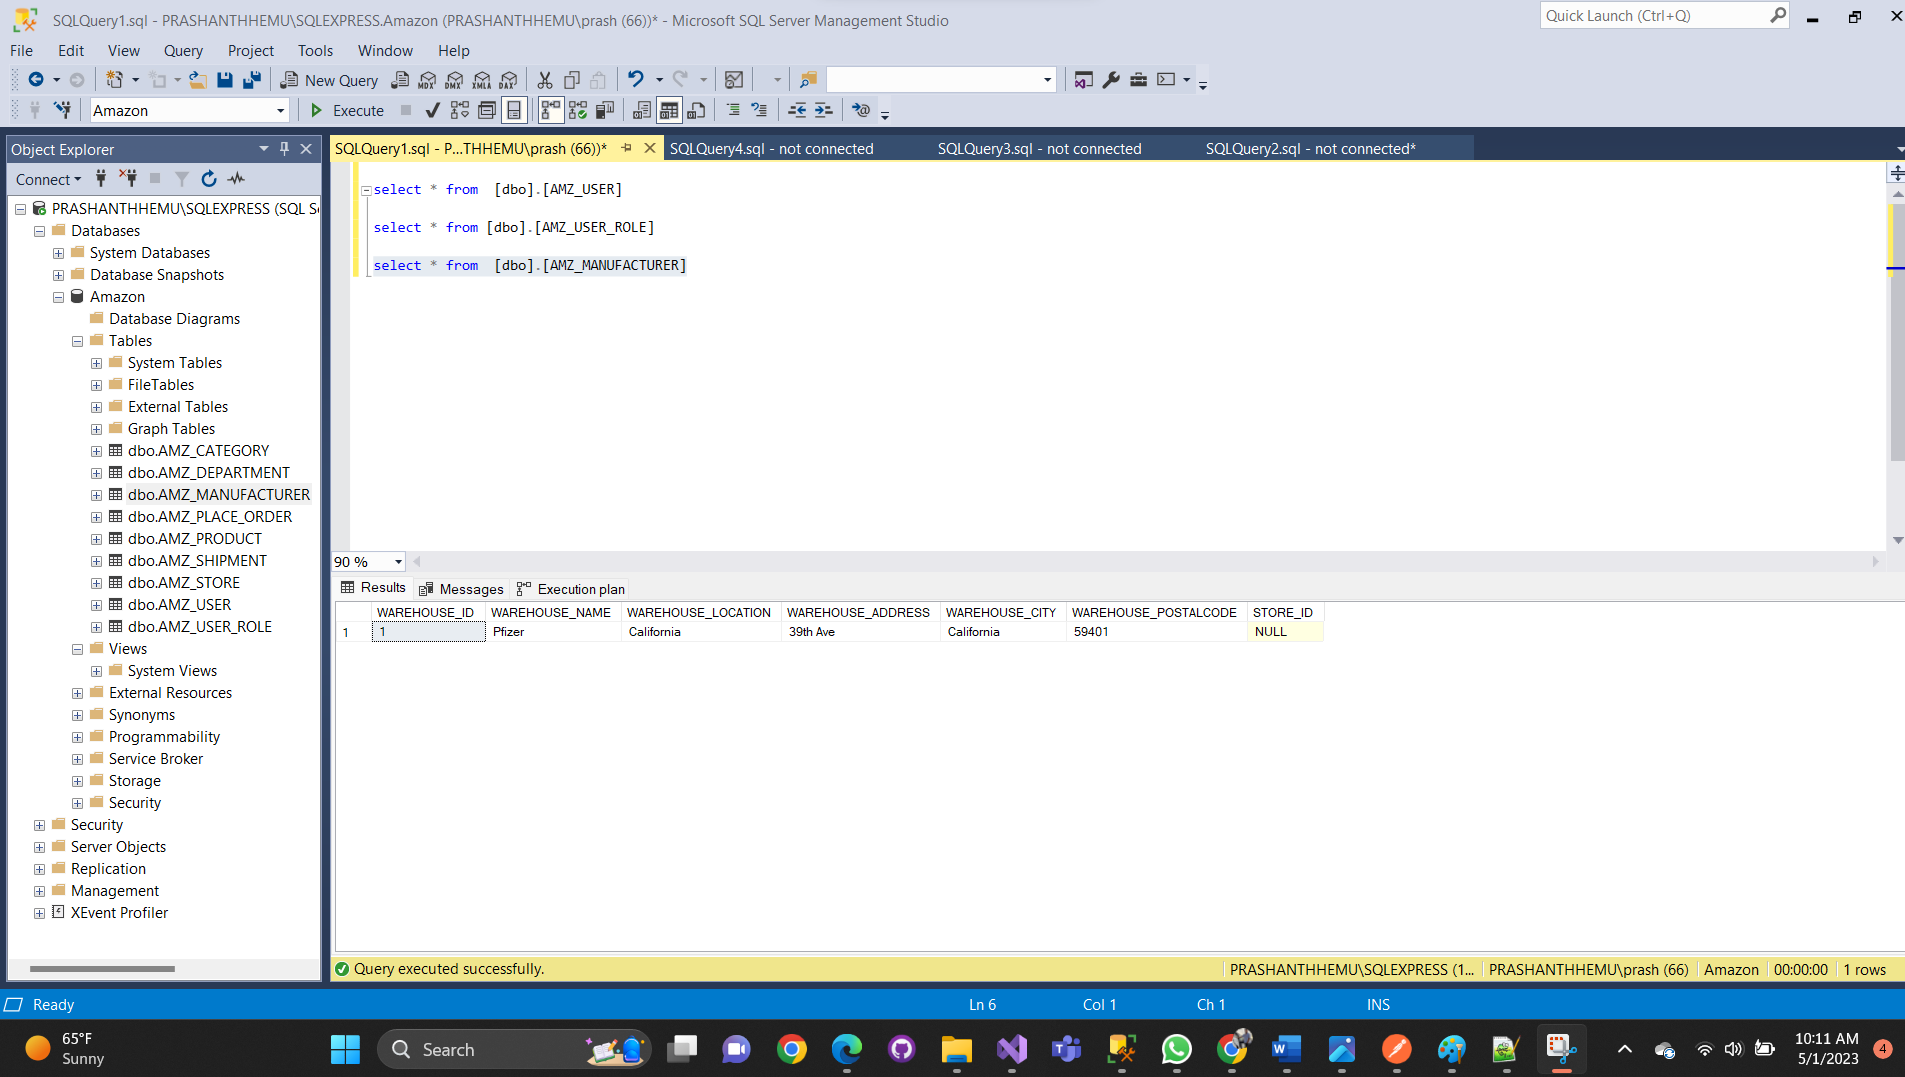 SQLQuery1.sql - PRASHANTHHEMU\SQLEXPRESS.Amazon (PRASHANTHHEMU\prash (66))* - Microsoft SQL Server Management Studio
Quick Launch (Ctrl+Q)
File Edit View Query Project Tools Window Help
New Query MDX DMX XMLA DAX
Amazon Execute
Object Explorer
Connect
PRASHANTHHEMU\SQLEXPRESS (SQL S
Databases
System Databases
Database Snapshots
Amazon
Database Diagrams
Tables
System Tables
FileTables
External Tables
Graph Tables
dbo.AMZ_CATEGORY
dbo.AMZ_DEPARTMENT
dbo.AMZ_MANUFACTURER
dbo.AMZ_PLACE_ORDER
dbo.AMZ_PRODUCT
dbo.AMZ_SHIPMENT
dbo.AMZ_STORE
dbo.AMZ_USER
dbo.AMZ_USER_ROLE
Views
System Views
External Resources
Synonyms
Programmability
Service Broker
Storage
Security
Security
Server Objects
Replication
Management
XEvent Profiler
SQLQuery1.sql - P...THHEMU\prash (66))* SQLQuery4.sql - not connected SQLQuery3.sql - not connected SQLQuery2.sql - not connected*
select * from  [dbo].[AMZ_USER]
select * from [dbo].[AMZ_USER_ROLE]
select * from  [dbo].[AMZ_MANUFACTURER]
90 %
Results Messages Execution plan
WAREHOUSE_ID WAREHOUSE_NAME WAREHOUSE_LOCATION WAREHOUSE_ADDRESS WAREHOUSE_CITY WAREHOUSE_POSTALCODE STORE_ID
1 1 Pfizer California 39th Ave California 59401 NULL
Query executed successfully. PRASHANTHHEMU\SQLEXPRESS (1... PRASHANTHHEMU\prash (66) Amazon 00:00:00 1 rows
Ready Ln 6 Col 1 Ch 1 INS
65°F
Sunny
Search
10:11 AM
5/1/2023
4